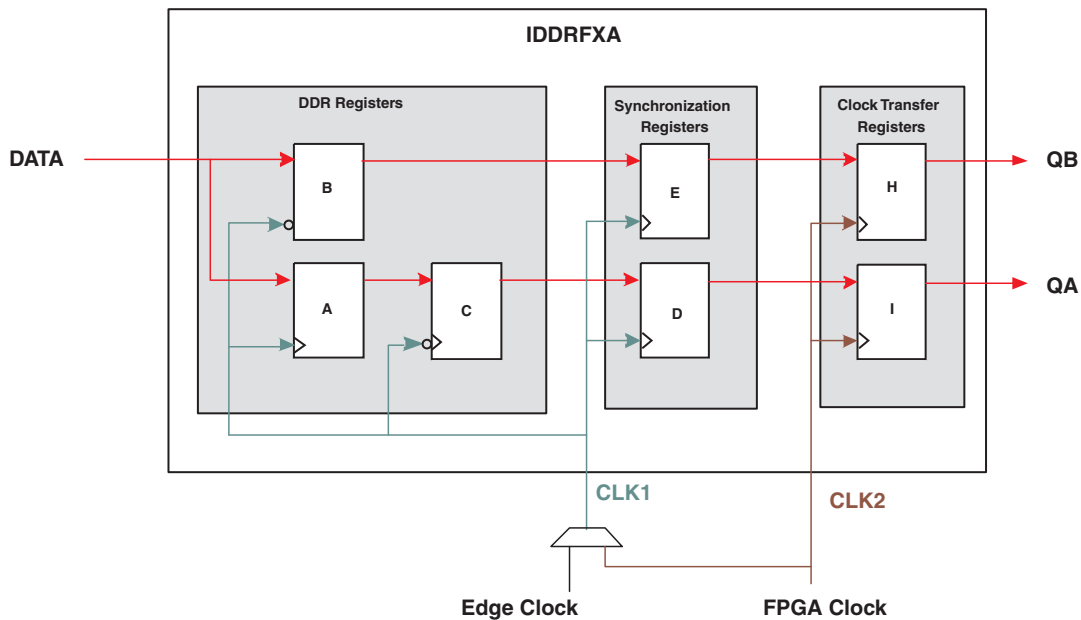 IDDRFXA
DDR Registers
Synchronization
Registers
Clock Transfer
Registers
DATA
B
E
H
QB
A
C
D
I
QA
CLK1
CLK2
Edge Clock
FPGA Clock